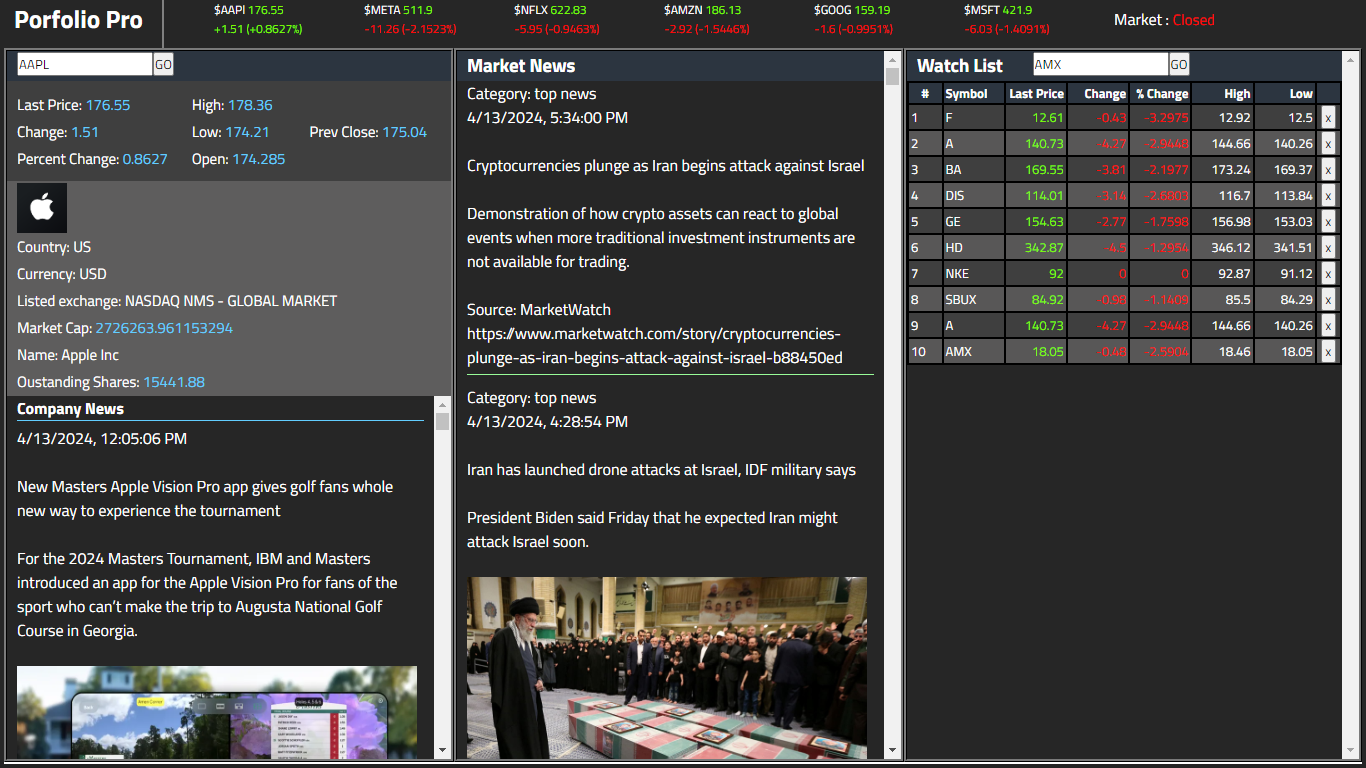 Porfolio Pro
$AAPl 176.55
+1.51 (+0.8627%)
$META 511.9
-11.26 (-2.1523%)
$NFLX 622.83
-5.95 (-0.9463%)
$AMZN 186.13
-2.92 (-1.5446%)
$GOOG 159.19
-1.6 (-0.9951%)
$MSFT 421.9
-6.03 (-1.4091%)
Market : Closed
AAPL GO
Last Price: 176.55 High: 178.36
Change: 1.51 Low: 174.21 Prev Close: 175.04
Percent Change: 0.8627 Open: 174.285
Country: US
Currency: USD
Listed exchange: NASDAQ NMS - GLOBAL MARKET
Market Cap: 2726263.961153294
Name: Apple Inc
Oustanding Shares: 15441.88
Company News
4/13/2024, 12:05:06 PM
New Masters Apple Vision Pro app gives golf fans whole
new way to experience the tournament
For the 2024 Masters Tournament, IBM and Masters
introduced an app for the Apple Vision Pro for fans of the
sport who can’t make the trip to Augusta National Golf
Course in Georgia.
Market News
Category: top news
4/13/2024, 5:34:00 PM
Cryptocurrencies plunge as Iran begins attack against Israel
Demonstration of how crypto assets can react to global
events when more traditional investment instruments are
not available for trading.
Source: MarketWatch
https://www.marketwatch.com/story/cryptocurrencies-
plunge-as-iran-begins-attack-against-israel-b88450ed
Category: top news
4/13/2024, 4:28:54 PM
Iran has launched drone attacks at Israel, IDF military says
President Biden said Friday that he expected Iran might
attack Israel soon.
Watch List AMX GO
# Symbol Last Price Change % Change High Low
1 F 12.61 -0.43 -3.2975 12.92 12.5 x
2 A 140.73 -4.27 -2.9448 144.66 140.26 x
3 BA 169.55 -3.81 -2.1977 173.24 169.37 x
4 DIS 114.01 -3.14 -2.6803 116.7 113.84 x
5 GE 154.63 -2.77 -1.7598 156.98 153.03 x
6 HD 342.87 -4.5 -1.2954 346.12 341.51 x
7 NKE 92 0 0 92.87 91.12 x
8 SBUX 84.92 -0.98 -1.1409 85.5 84.29 x
9 A 140.73 -4.27 -2.9448 144.66 140.26 x
10 AMX 18.05 -0.48 -2.5904 18.46 18.05 x